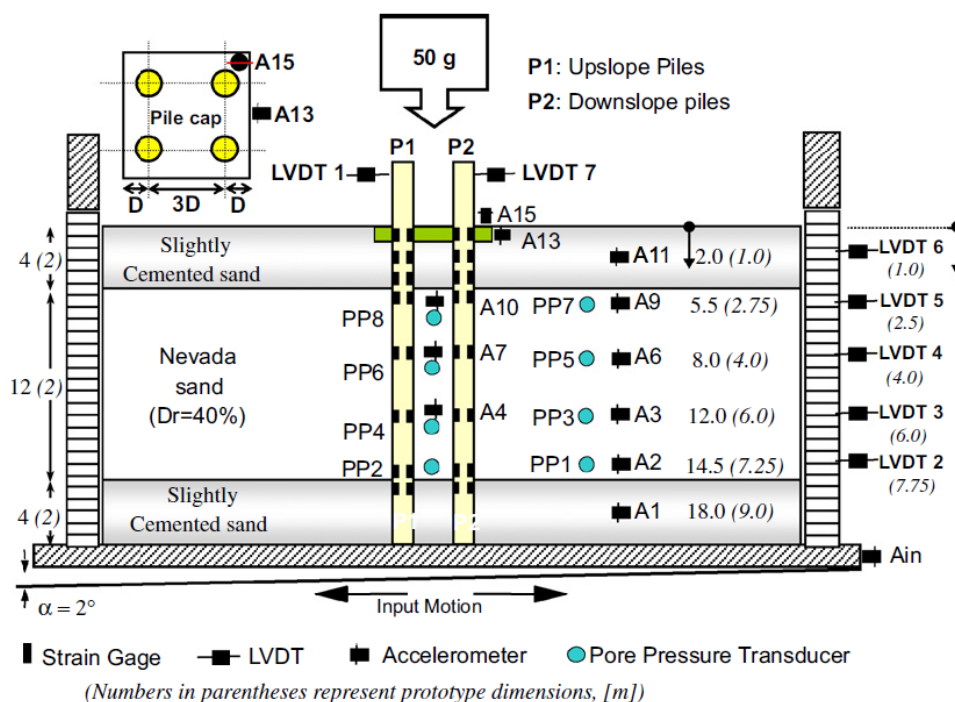 A15
50 g
P1: Upslope Piles
P2: Downslope piles
Pile cap
A13
P1 P2
LVDT 1
LVDT 7
D 3D D
A15
A13
Slightly
Cemented sand
4 (2)
A11 2.0 (1.0)
LVDT 6
(1.0)
PP8
A10
PP7
A9
5.5 (2.75)
LVDT 5
(2.5)
Nevada
sand
(Dr=40%)
12 (2)
PP6
A7
PP5
A6
8.0 (4.0)
LVDT 4
(4.0)
PP4
A4
PP3
A3
12.0 (6.0)
LVDT 3
(6.0)
PP2
PP1
A2
14.5 (7.25)
LVDT 2
(7.75)
Slightly
Cemented sand
4 (2)
P1 P2
A1 18.0 (9.0)
Ain
α = 2°
Input Motion
Strain Gage LVDT Accelerometer Pore Pressure Transducer
(Numbers in parentheses represent prototype dimensions, [m])